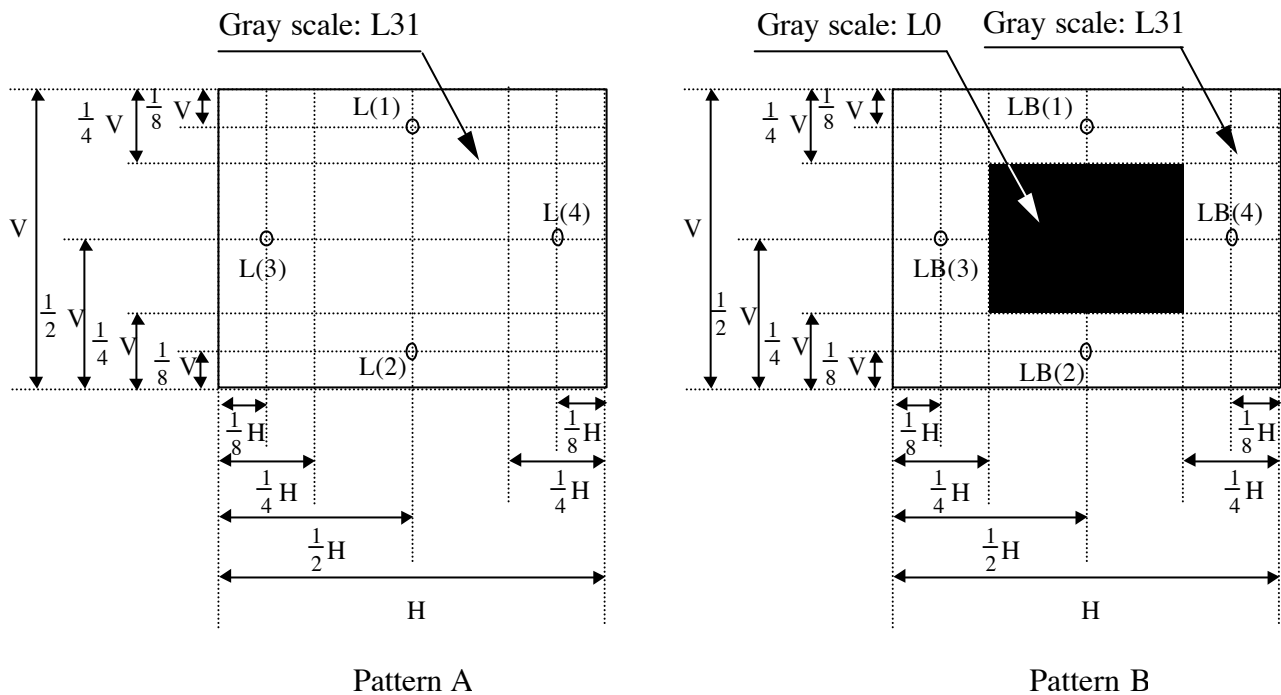 Gray scale: L31
1/4 V
1/8 V
L(1)
V
L(4)
L(3)
1/2 V
1/4 V
1/8 V
L(2)
1/8 H
1/8 H
1/4 H
1/4 H
1/2 H
H
Pattern A
Gray scale: L0
Gray scale: L31
1/4 V
1/8 V
LB(1)
V
LB(4)
LB(3)
1/2 V
1/4 V
1/8 V
LB(2)
1/8 H
1/8 H
1/4 H
1/4 H
1/2 H
H
Pattern B